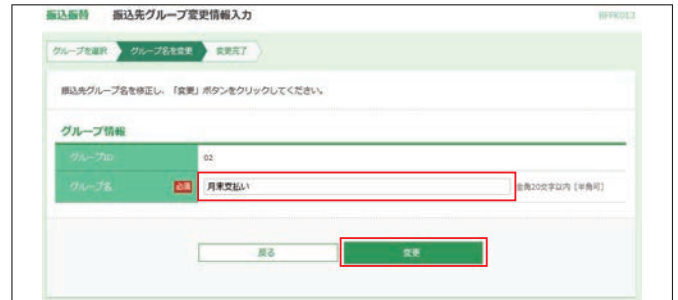 振込振替 振込先グループ変更情報入力 BFFK013
グループを選択 グループ名を変更 変更完了
振込先グループ名を修正し、「変更」ボタンをクリックしてください。
グループ情報
グループID 02
グループ名 必須 月末支払い 全角20文字以内 [半角可]
戻る 変更